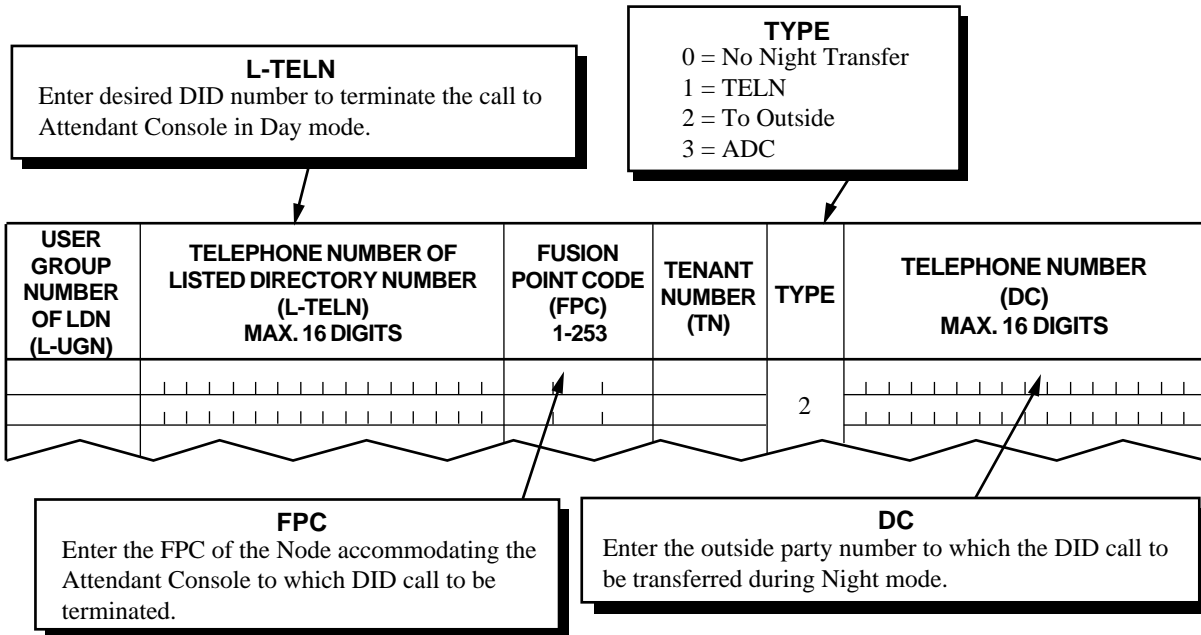 L-TELN
Enter desired DID number to terminate the call to
Attendant Console in Day mode.
TYPE
0 = No Night Transfer
1 = TELN
2 = To Outside
3 = ADC
USER
GROUP
NUMBER
OF LDN
(L-UGN)
TELEPHONE NUMBER OF
LISTED DIRECTORY NUMBER
(L-TELN)
MAX. 16 DIGITS
FUSION
POINT CODE
(FPC)
1-253
TENANT
NUMBER
(TN)
TYPE
TELEPHONE NUMBER
(DC)
MAX. 16 DIGITS
2
FPC
Enter the FPC of the Node accommodating the
Attendant Console to which DID call to be
terminated.
DC
Enter the outside party number to which the DID call to
be transferred during Night mode.